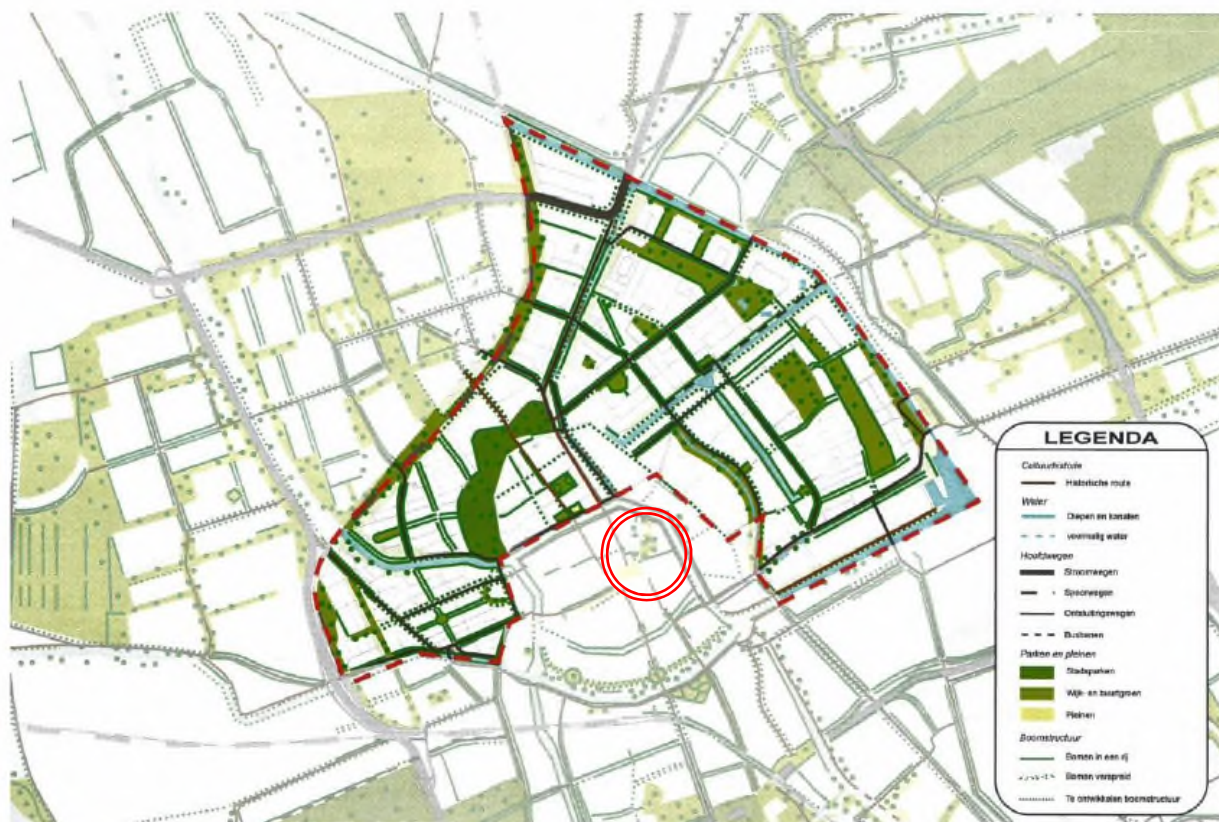 LEGENDA
Cultuurhistorie
Historische route
Water
Diepen en kanalen
voormalig water
Hoofdwegen
Stroomwegen
Spoorwegen
Ontsluitingswegen
Busbanen
Parken en pleinen
Stadsparken
Wijk- en buurtgroen
Pleinen
Boomstructuur
Bomen in een rij
Bomen verspreid
Te ontwikkelen boomstructuur